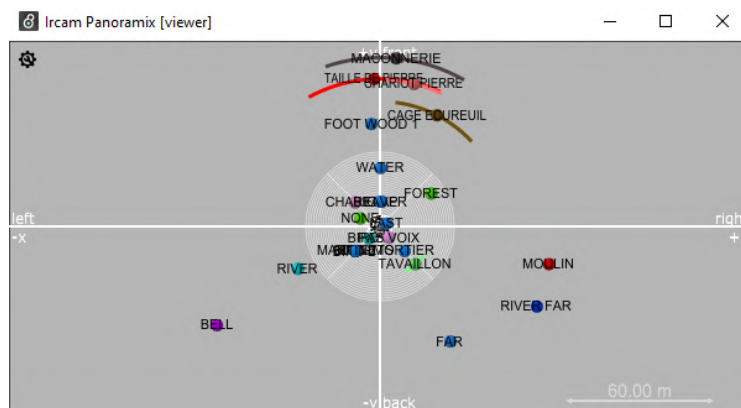 Ircam Panoramix [viewer]
+y front
MACONNERIE
TAILLE DE PIERRE
CHARIOT PIERRE
CAGE ECUREUIL
FOOT WOOD 1
WATER
FOREST
NONE
left
right
-x
+
VOIX
MORTIER
TAVAILLON
RIVER
MOULIN
RIVER FAR
BELL
FAR
60.00 m
-y back